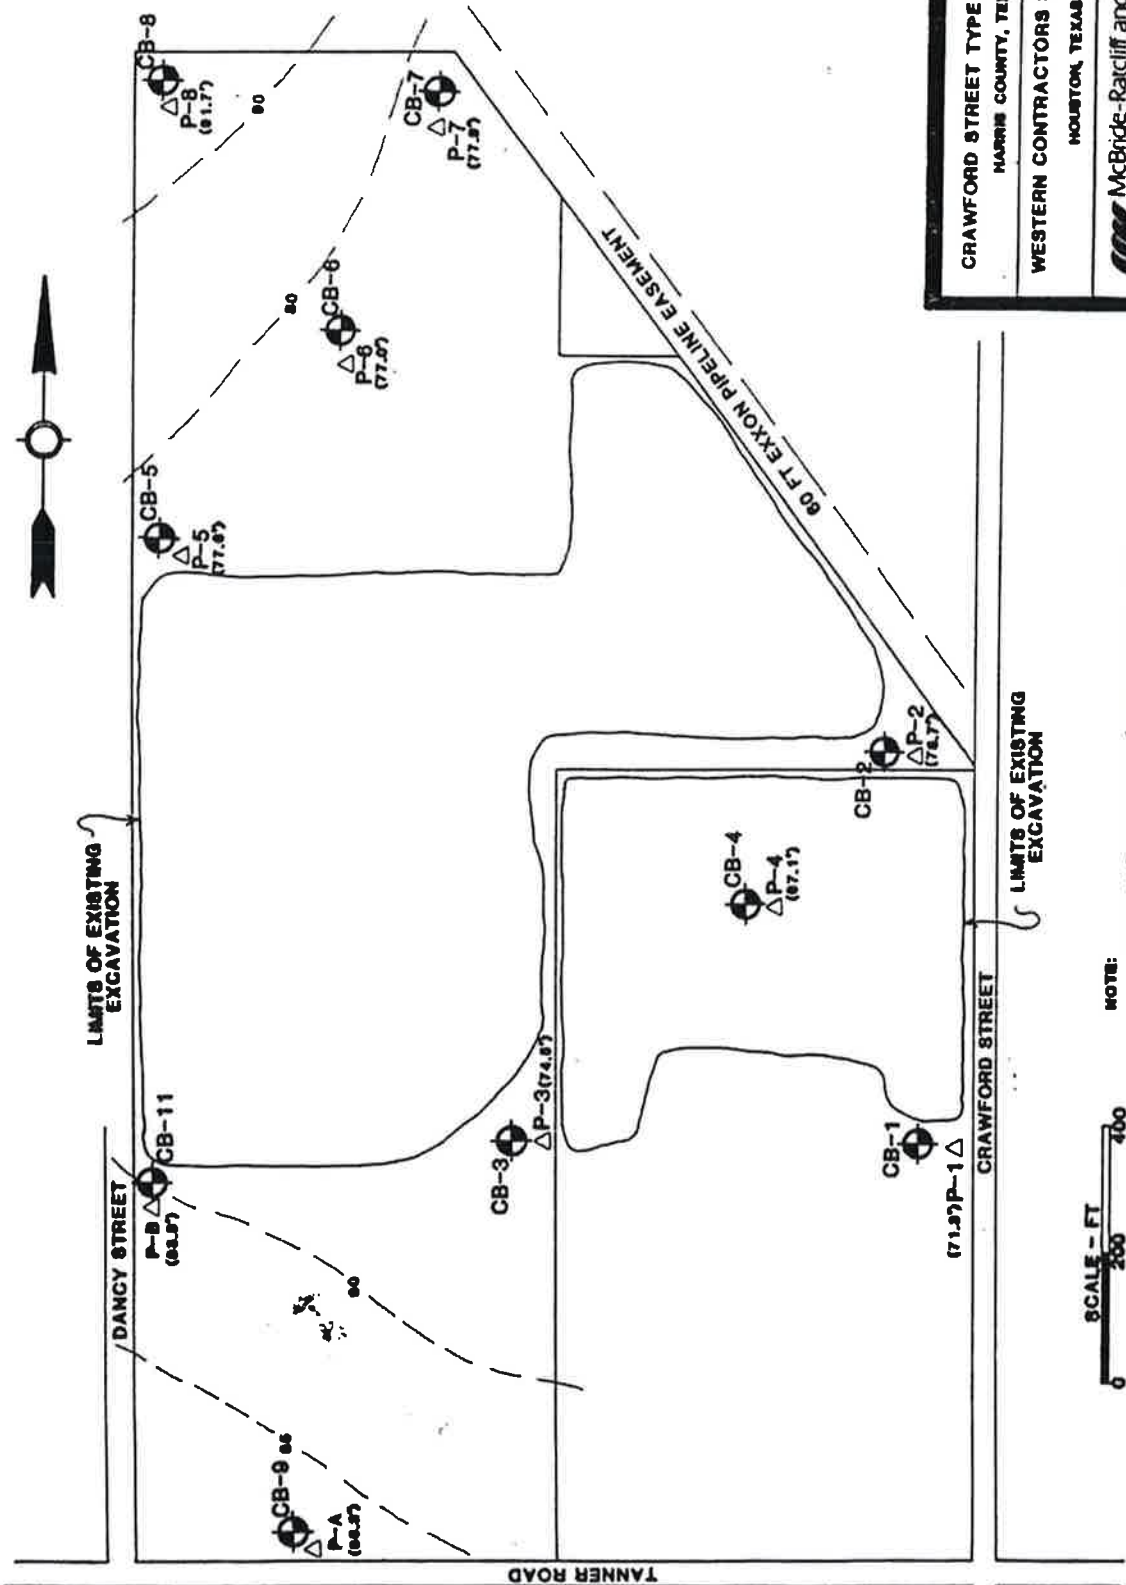 CB-8
P-8
90
CB-7
P-7
80
CB-6
P-6
(77.0')
CB-5
P-5
60 FT EXXON PIPELINE EASEMENT
LIMITS OF EXISTING
EXCAVATION
CB-2
P-2
CB-4
P-4
(67.1')
LIMITS OF EXISTING
EXCAVATION
DANCY STREET
CB-11
P-B
CB-3
P-3
CB-1
P-1
CRAWFORD STREET
CB-9
P-A
TANNER ROAD
NOTE:
SCALE - FT
0 200 400
CRAWFORD STREET TYPE
HARRIS COUNTY, TE
WESTERN CONTRACTORS
HOUSTON, TEXAS
McBride-Ratcliff and